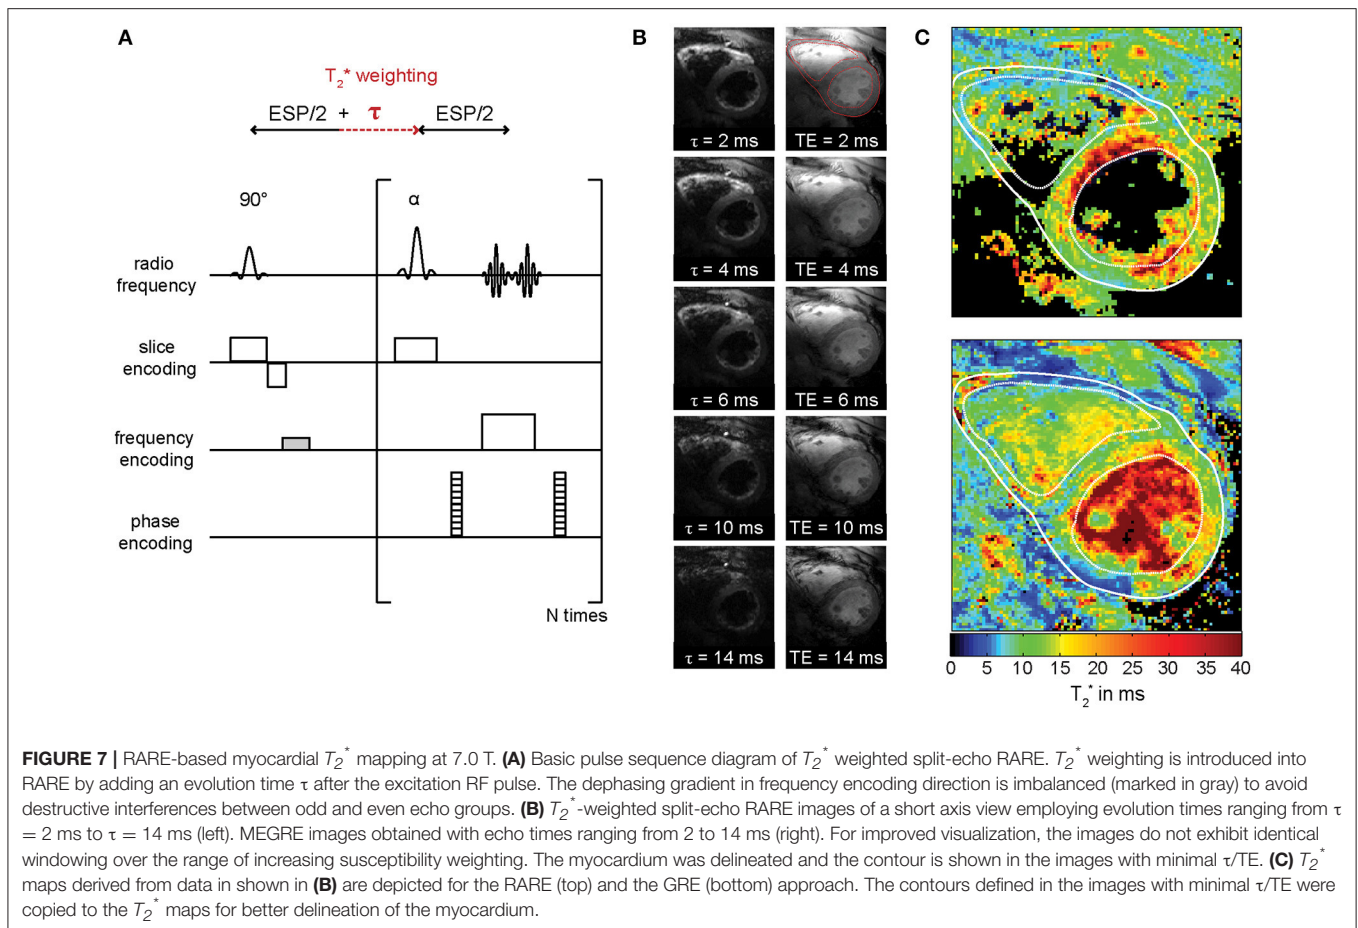 A
T2* weighting
ESP/2 + τ ESP/2
90°
α
radio
frequency
slice
encoding
frequency
encoding
phase
encoding
N times
B
τ = 2 ms TE = 2 ms
τ = 4 ms TE = 4 ms
τ = 6 ms TE = 6 ms
τ = 10 ms TE = 10 ms
τ = 14 ms TE = 14 ms
C
0 5 10 15 20 25 30 35 40
T2* in ms
FIGURE 7 | RARE-based myocardial T2* mapping at 7.0 T. (A) Basic pulse sequence diagram of T2* weighted split-echo RARE. T2* weighting is introduced into
RARE by adding an evolution time τ after the excitation RF pulse. The dephasing gradient in frequency encoding direction is imbalanced (marked in gray) to avoid
destructive interferences between odd and even echo groups. (B) T2*-weighted split-echo RARE images of a short axis view employing evolution times ranging from τ
= 2 ms to τ = 14 ms (left). MEGRE images obtained with echo times ranging from 2 to 14 ms (right). For improved visualization, the images do not exhibit identical
windowing over the range of increasing susceptibility weighting. The myocardium was delineated and the contour is shown in the images with minimal τ/TE. (C) T2*
maps derived from data in shown in (B) are depicted for the RARE (top) and the GRE (bottom) approach. The contours defined in the images with minimal τ/TE were
copied to the T2* maps for better delineation of the myocardium.